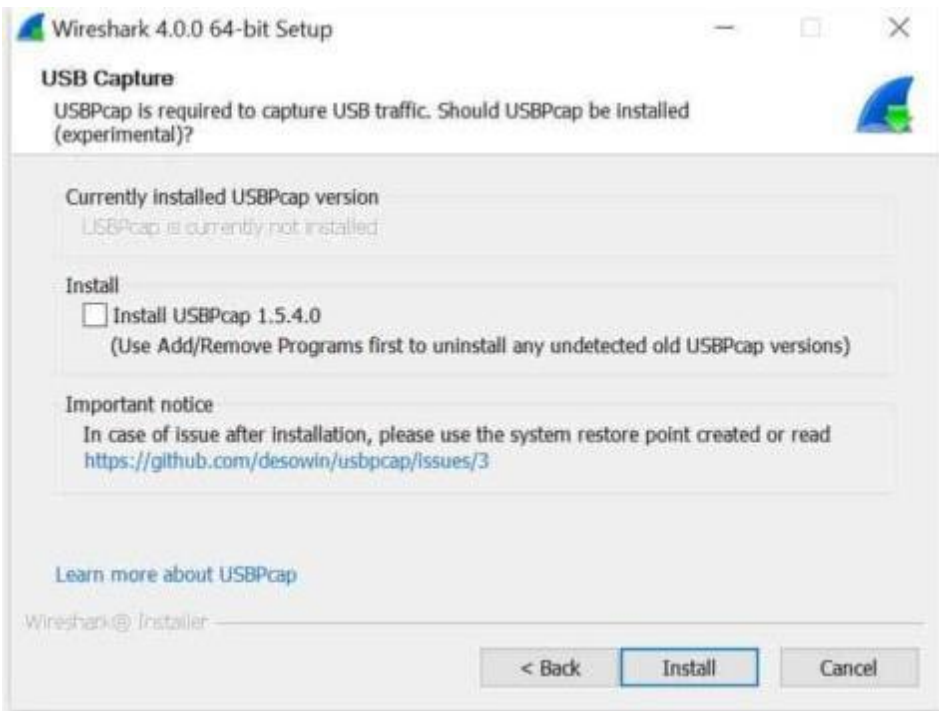 Wireshark 4.0.0 64-bit Setup
USB Capture
USBPcap is required to capture USB traffic. Should USBPcap be installed
(experimental)?
Currently installed USBPcap version
USBPcap is currently not installed
Install
Install USBPcap 1.5.4.0
(Use Add/Remove Programs first to uninstall any undetected old USBPcap versions)
Important notice
In case of issue after installation, please use the system restore point created or read
https://github.com/desowin/usbpcap/issues/3
Learn more about USBPcap
Wireshark® Installer
< Back
Install
Cancel